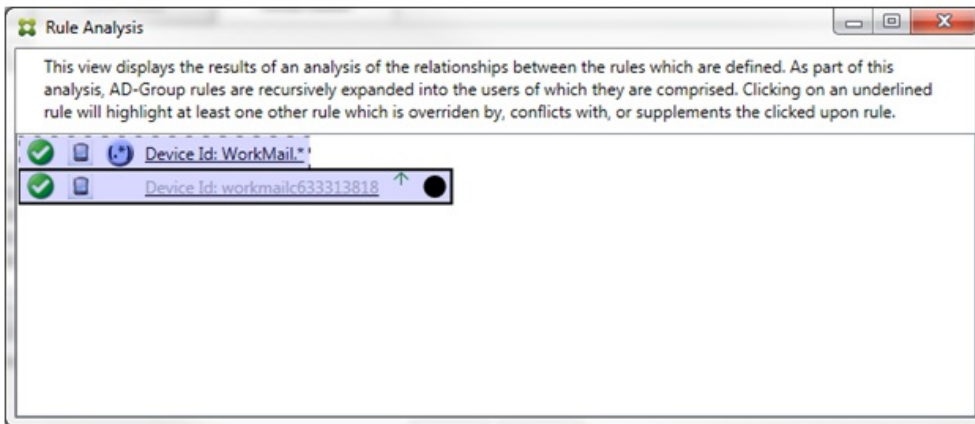 Rule Analysis
This view displays the results of an analysis of the relationships between the rules which are defined. As part of this
analysis, AD-Group rules are recursively expanded into the users of which they are comprised. Clicking on an underlined
rule will highlight at least one other rule which is overriden by, conflicts with, or supplements the clicked upon rule.
(.*) Device Id: WorkMail.*
Device Id: workmailc633313818